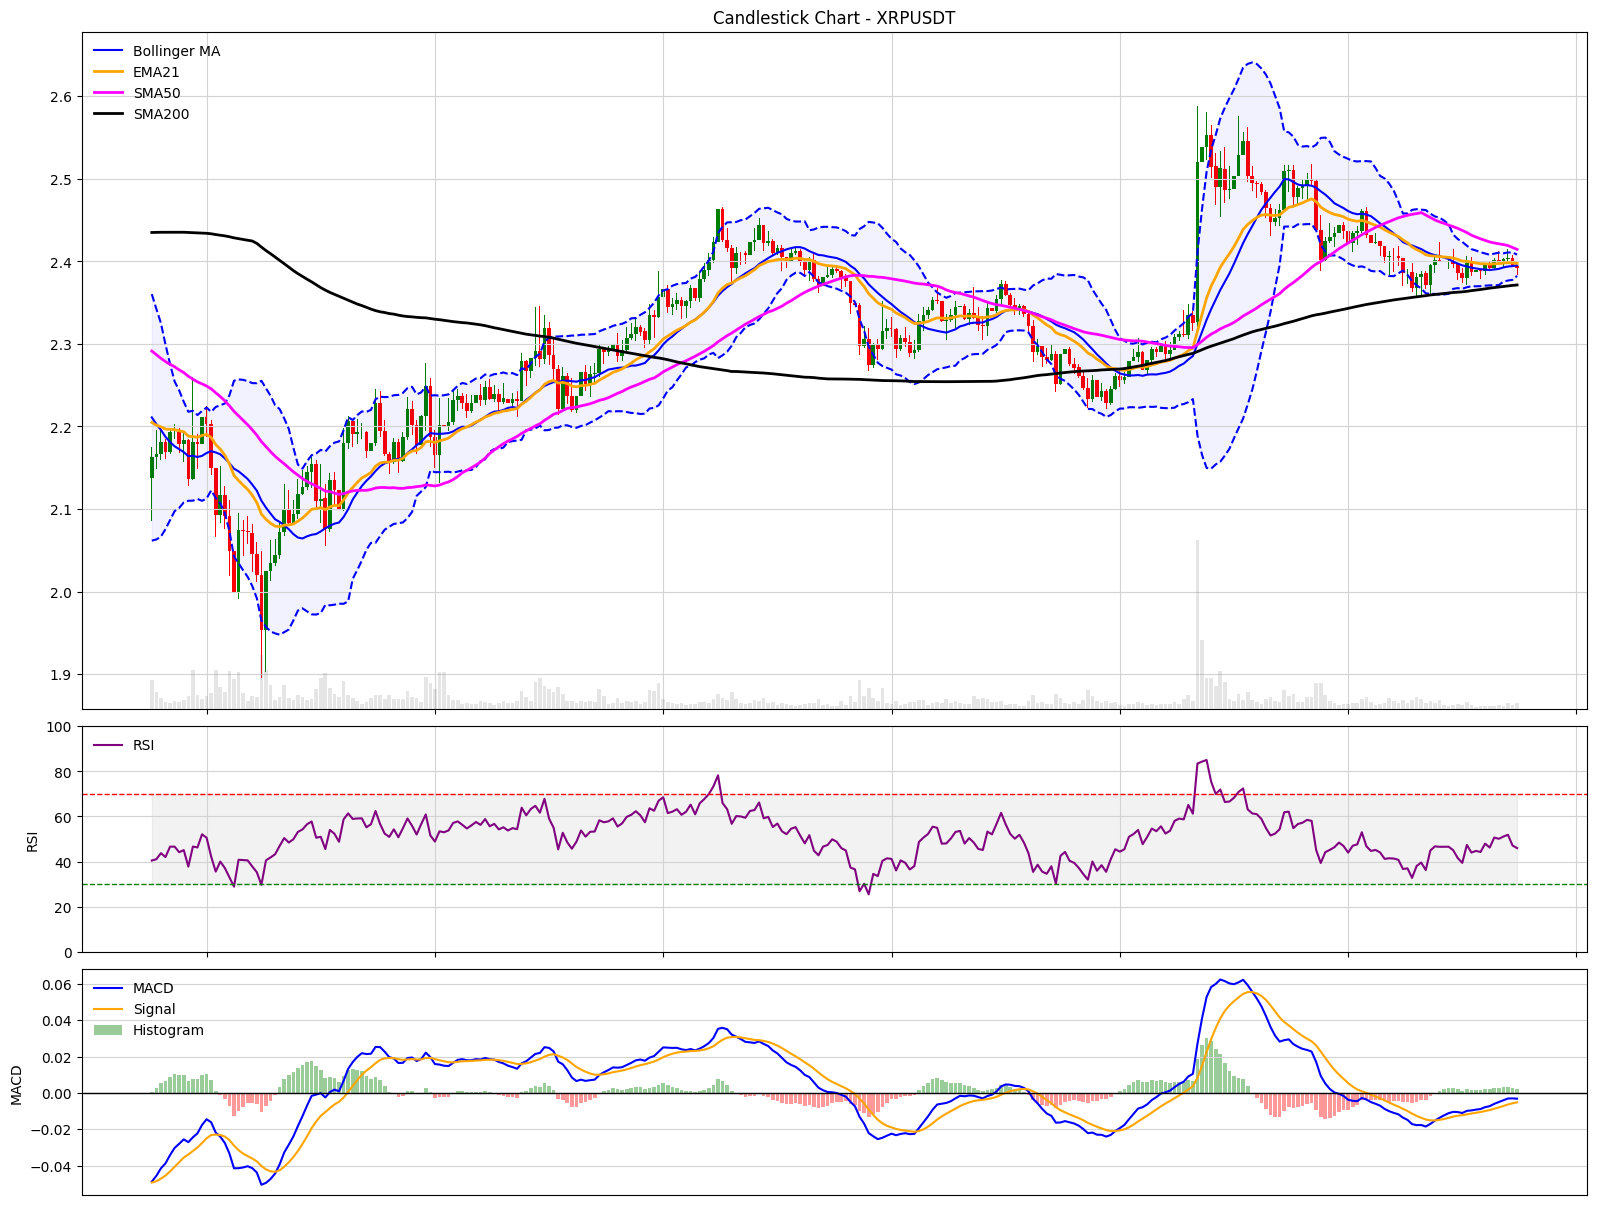 Candlestick Chart - XRPUSDT
Bollinger MA
EMA21
SMA50
SMA200
2.6
2.5
2.4
2.3
2.2
2.1
2.0
1.9
100
80
60
40
20
0
RSI
RSI
0.06
0.04
0.02
0.00
−0.02
−0.04
MACD
MACD
Signal
Histogram